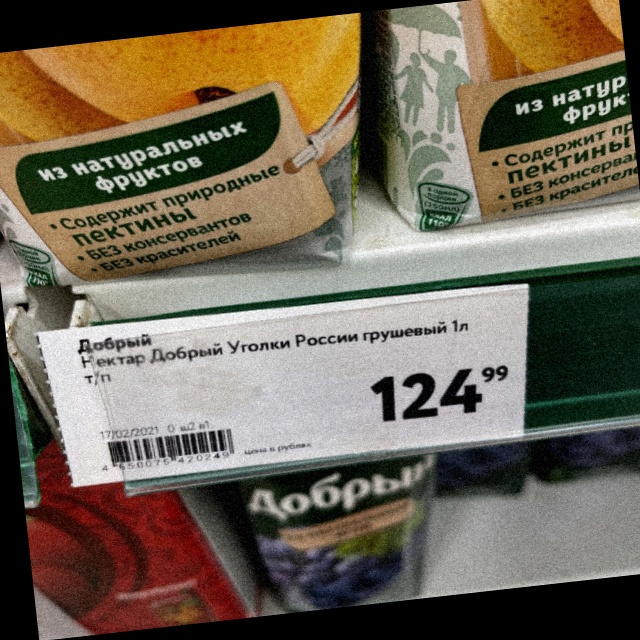 из натуральных
фруктов
• Содержит природные
пектины
• БЕЗ консервантов
• БЕЗ красителей
из натур
фрук
• Содержит пр
пектины
• БЕЗ консерва
• БЕЗ красител
Добрый
Нектар Добрый Уголки России грушевый 1л
т/п
124 99
17/02/2021
цена в рублях
Добрый